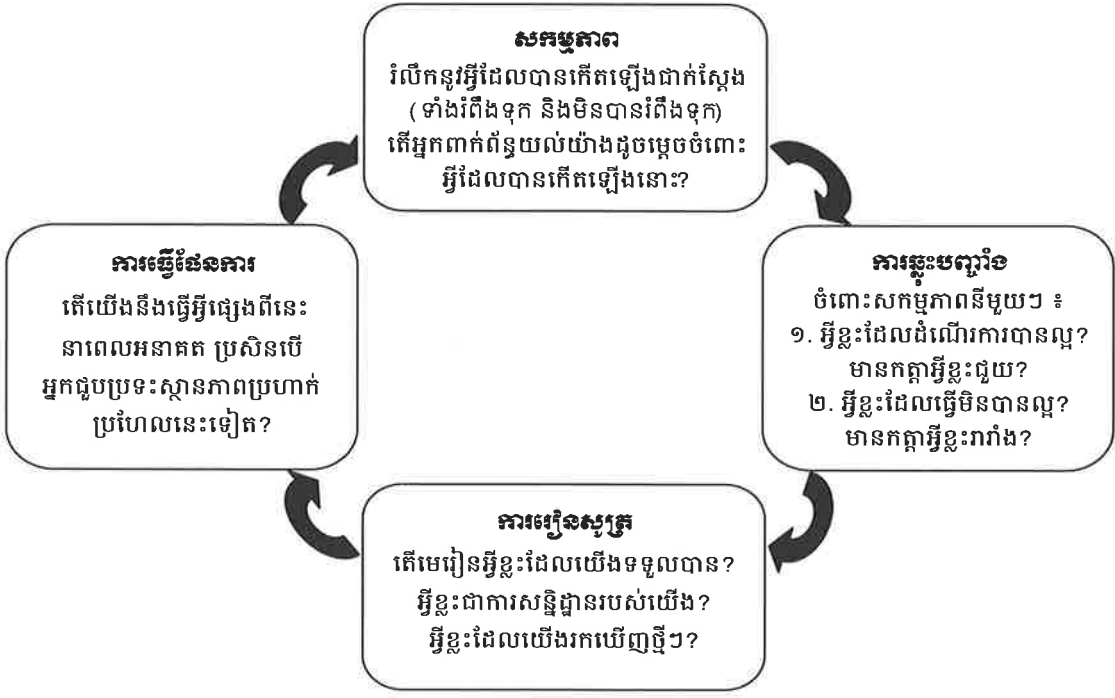 សកម្មភាព
រំលឹកនូវអ្វីដែលបានកើតឡើងជាក់ស្តែង
( ទាំងរំពឹងទុក និងមិនបានរំពឹងទុក)
តើអ្នកពាក់ព័ន្ធយល់យ៉ាងដូចម្តេចចំពោះ
អ្វីដែលបានកើតឡើងនោះ?
ការឆ្លុះបញ្ចាំង
ចំពោះសកម្មភាពនីមួយៗ ៖
១. អ្វីខ្លះដែលដំណើរការបានល្អ?
មានកត្តាអ្វីខ្លះជួយ?
២. អ្វីខ្លះដែលធ្វើមិនបានល្អ?
មានកត្តាអ្វីខ្លះរារាំង?
ការរៀនសូត្រ
តើមេរៀនអ្វីខ្លះដែលយើងទទួលបាន?
អ្វីខ្លះជាការសន្និដ្ឋានរបស់យើង?
អ្វីខ្លះដែលយើងរកឃើញថ្មីៗ?
ការធ្វើផែនការ
តើយើងនឹងធ្វើអ្វីផ្សេងពីនេះ
នាពេលអនាគត ប្រសិនបើ
អ្នកជួបប្រទះស្ថានភាពប្រហាក់
ប្រហែលនេះទៀត?